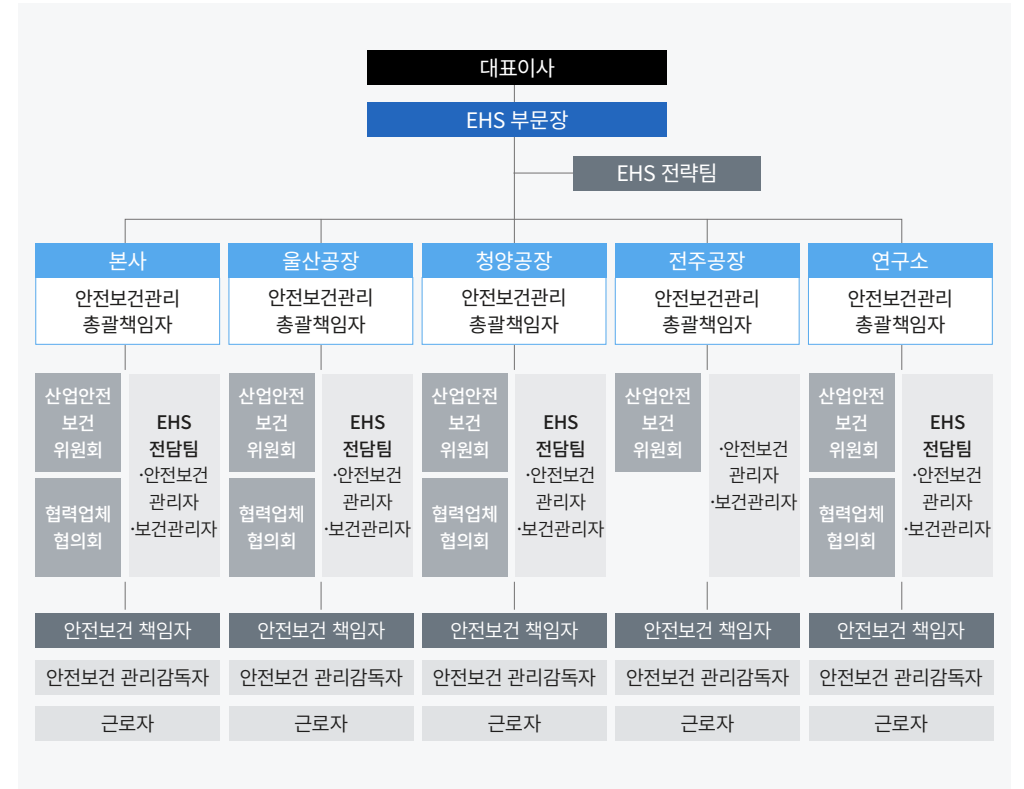 대표이사
EHS 부문장
EHS 전략팀
본사
안전보건관리
총괄책임자
산업안전
보건
위원회
협력업체
협의회
EHS
전담팀
·안전보건
관리자
·보건관리자
안전보건 책임자
안전보건 관리감독자
근로자
울산공장
안전보건관리
총괄책임자
산업안전
보건
위원회
협력업체
협의회
EHS
전담팀
·안전보건
관리자
·보건관리자
안전보건 책임자
안전보건 관리감독자
근로자
청양공장
안전보건관리
총괄책임자
산업안전
보건
위원회
협력업체
협의회
EHS
전담팀
·안전보건
관리자
·보건관리자
안전보건 책임자
안전보건 관리감독자
근로자
전주공장
안전보건관리
총괄책임자
산업안전
보건
위원회
·안전보건
관리자
·보건관리자
안전보건 책임자
안전보건 관리감독자
근로자
연구소
안전보건관리
총괄책임자
산업안전
보건
위원회
협력업체
협의회
EHS
전담팀
·안전보건
관리자
·보건관리자
안전보건 책임자
안전보건 관리감독자
근로자